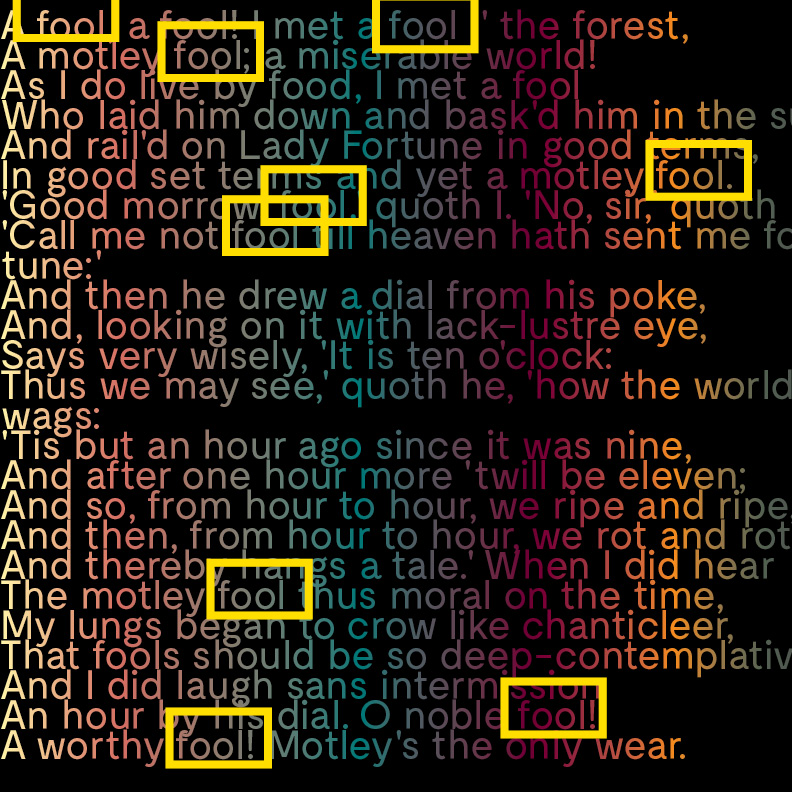 A fool, a fool! I met a fool i' the forest,
A motley fool; a miserable world!
As I do live by food, I met a fool
Who laid him down and bask'd him in the su
And rail'd on Lady Fortune in good terms,
In good set terms and yet a motley fool.
'Good morrow, fool,' quoth I. 'No, sir,' quoth
'Call me not fool till heaven hath sent me fo
tune:'
And then he drew a dial from his poke,
And, looking on it with lack-lustre eye,
Says very wisely, 'It is ten o'clock:
Thus we may see,' quoth he, 'how the world
wags:
'Tis but an hour ago since it was nine,
And after one hour more 'twill be eleven;
And so, from hour to hour, we ripe and ripe,
And then, from hour to hour, we rot and rot
And thereby hangs a tale.' When I did hear
The motley fool thus moral on the time,
My lungs began to crow like chanticleer,
That fools should be so deep-contemplativ
And I did laugh sans intermission
An hour by his dial. O noble fool!
A worthy fool! Motley's the only wear.